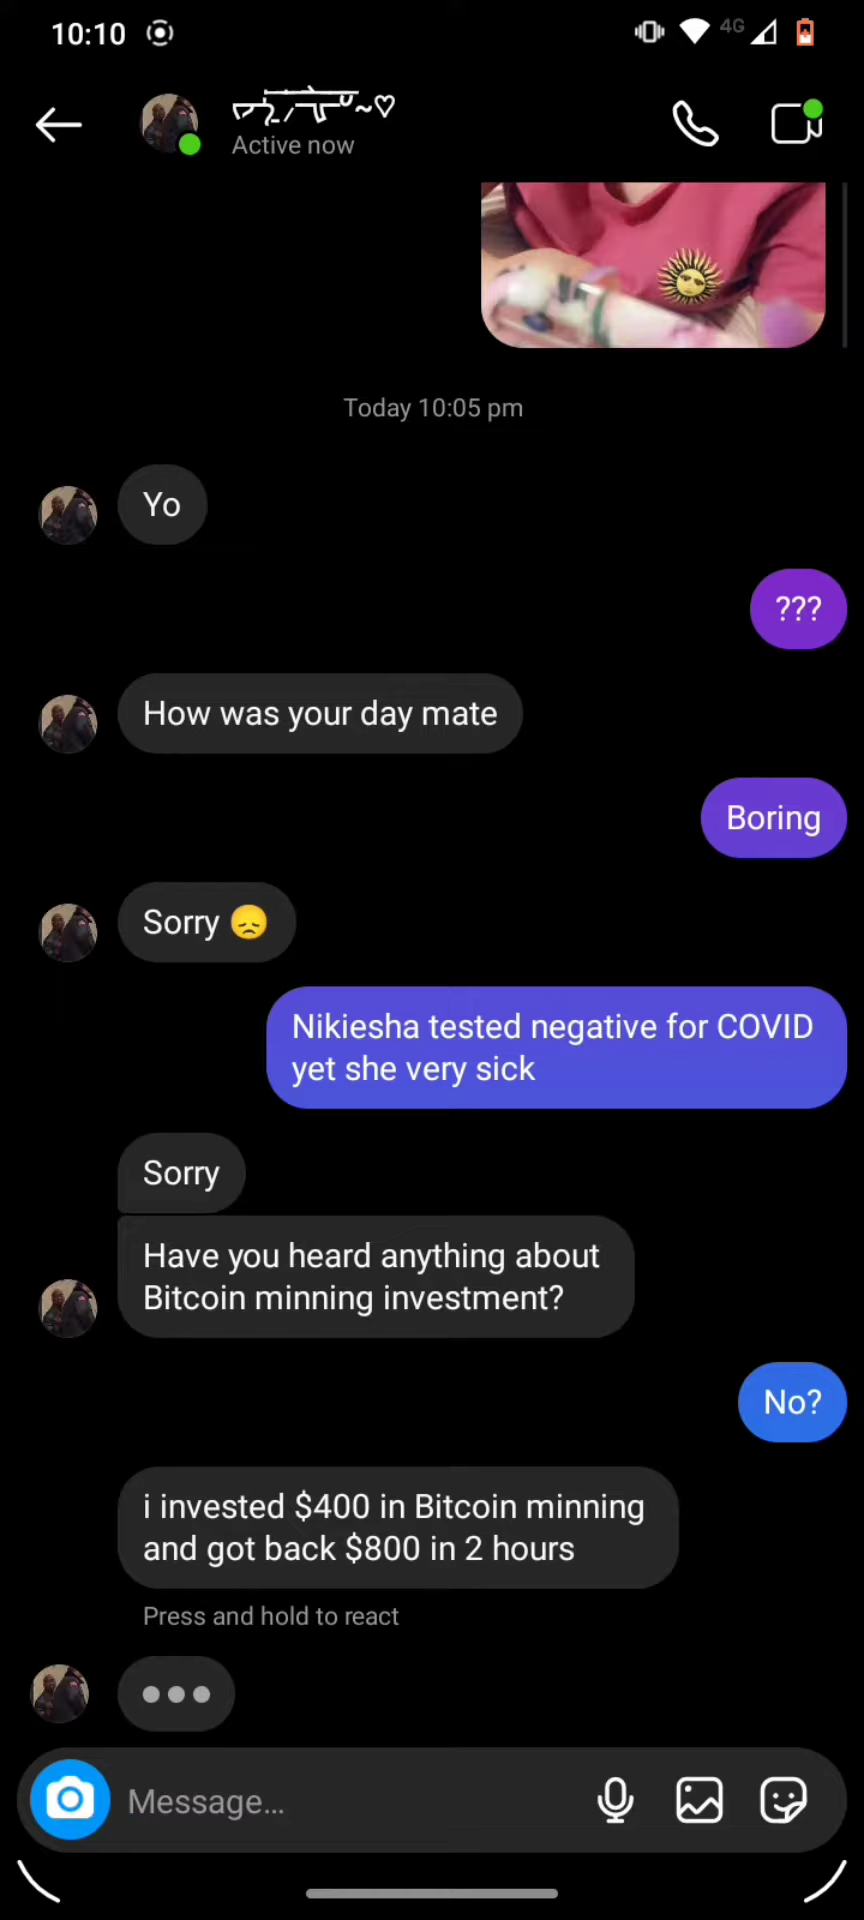 10:10
4G
Active now
Today 10:05 pm
Yo
???
How was your day mate
Boring
Sorry 😞
Nikiesha tested negative for COVID
yet she very sick
Sorry
Have you heard anything about
Bitcoin minning investment?
No?
i invested $400 in Bitcoin minning
and got back $800 in 2 hours
Press and hold to react
Message...